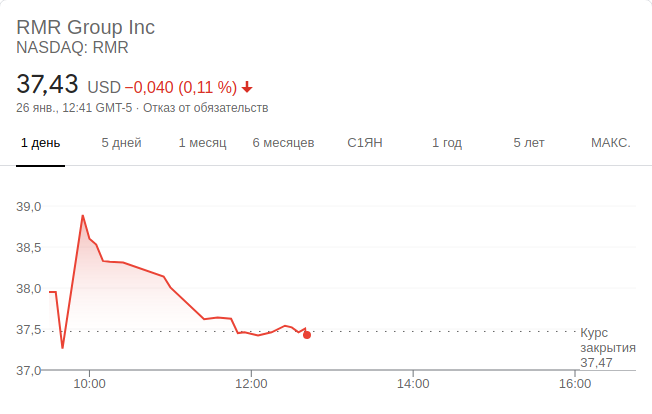 RMR Group Inc
NASDAQ: RMR
37,43 USD −0,040 (0,11 %)
26 янв., 12:41 GMT-5 · Отказ от обязательств
1 день 5 дней 1 месяц 6 месяцев С1ЯН 1 год 5 лет МАКС.
39,0
38,5
38,0
37,5
37,0
Курс
закрытия
37,47
10:00 12:00 14:00 16:00